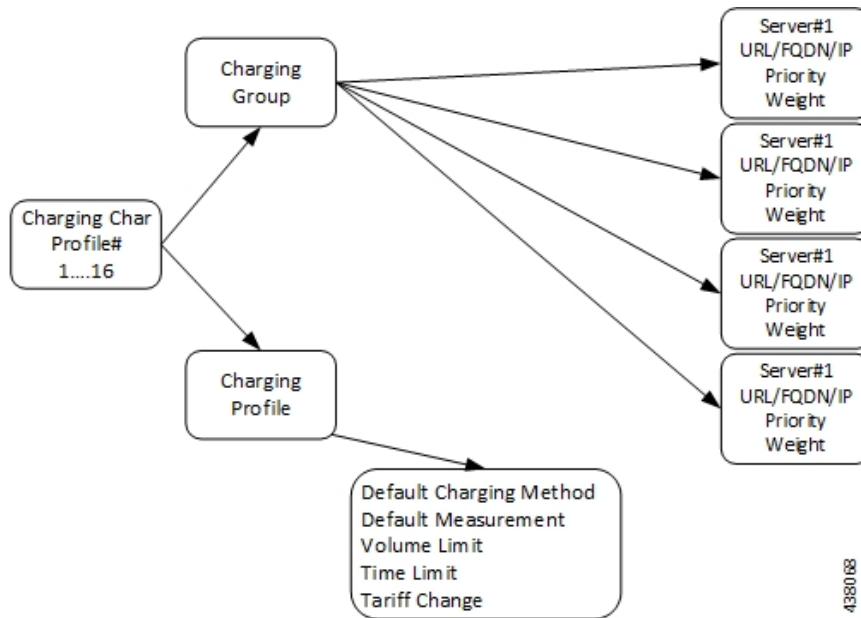 Charging
Group
Server#1
URL/FQDN/IP
Priority
Weight
Server#1
URL/FQDN/IP
Priority
Weight
Charging Char
Profile#
1....16
Server#1
URL/FQDN/IP
Priority
Weight
Charging
Profile
Server#1
URL/FQDN/IP
Priority
Weight
Default Charging Method
Default Measurement
Volume Limit
Time Limit
Tariff Change
438068